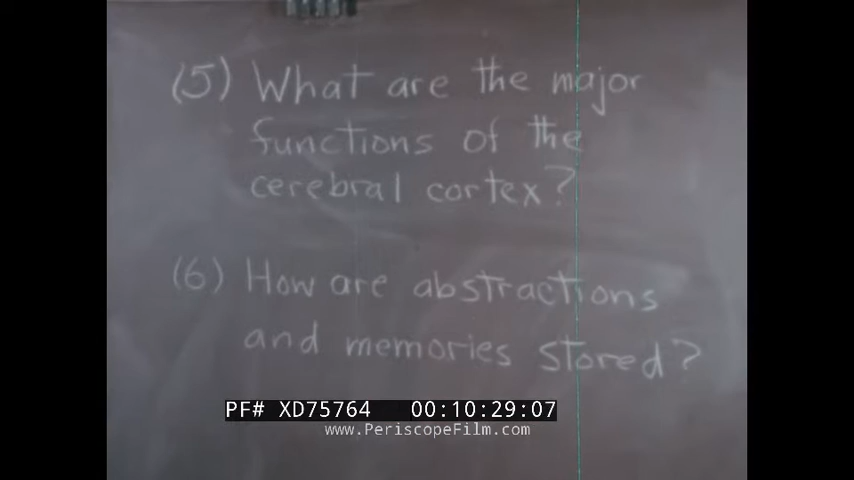 (5) What are the major
functions of the
cerebral cortex?
(6) How are abstractions
and memories stored?
PF# XD75764 00:10:29:07
www.PeriscopeFilm.com